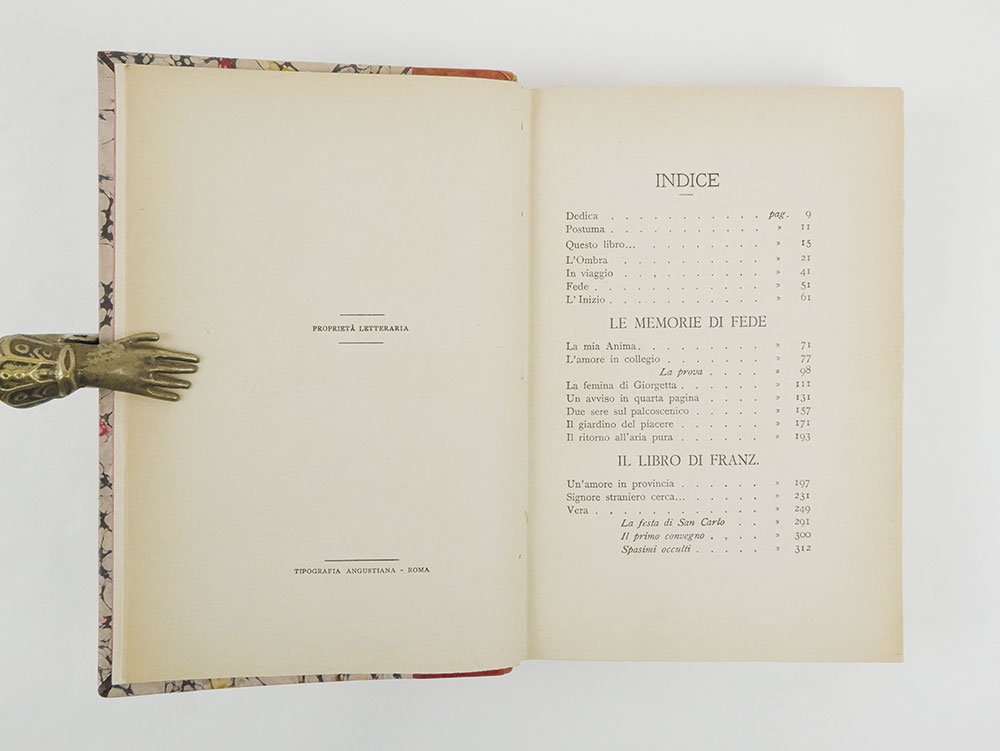 PROPRIETÀ LETTERARIA
TIPOGRAFIA ANGUSTIANA - ROMA
INDICE
Dedica . . . . . . . . . . . pag. 9
Postuma . . . . . . . . . . . » 11
Questo libro... . . . . . . . . . » 15
L'Ombra . . . . . . . . . . » 21
In viaggio . . . . . . . . . . » 41
Fede . . . . . . . . . . . . » 51
L'Inizio . . . . . . . . . . . » 61
LE MEMORIE DI FEDE
La mia Anima . . . . . . . . . » 71
L'amore in collegio . . . . . . . » 77
La prova . . . . » 98
La femina di Giorgetta . . . . . . » 111
Un avviso in quarta pagina . . . . » 131
Due sere sul palcoscenico . . . . . » 157
Il giardino del piacere . . . . . . » 171
Il ritorno all'aria pura . . . . . . » 193
IL LIBRO DI FRANZ.
Un'amore in provincia . . . . . . » 197
Signore straniero cerca... . . . . . » 231
Vera . . . . . . . . . . . . » 249
La festa di San Carlo . . » 291
Il primo convegno . . . . » 300
Spasimi occulti . . . . . » 312